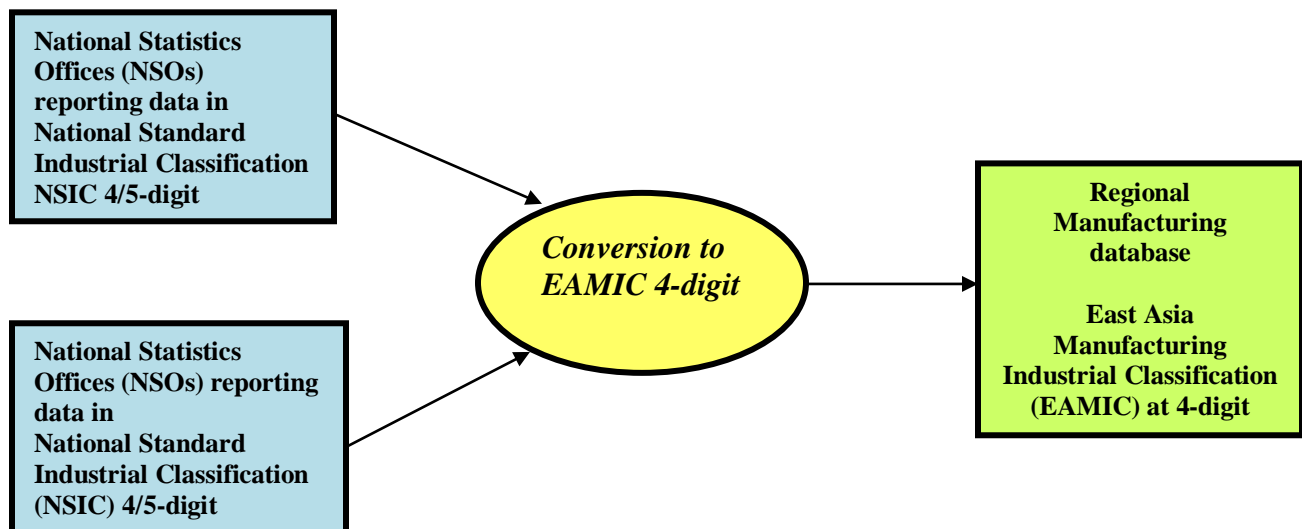 National Statistics
Offices (NSOs)
reporting data in
National Standard
Industrial Classification
NSIC 4/5-digit
Conversion to
EAMIC 4-digit
Regional
Manufacturing
database
East Asia
Manufacturing
Industrial Classification
(EAMIC) at 4-digit
National Statistics
Offices (NSOs) reporting
data in
National Standard
Industrial Classification
(NSIC) 4/5-digit